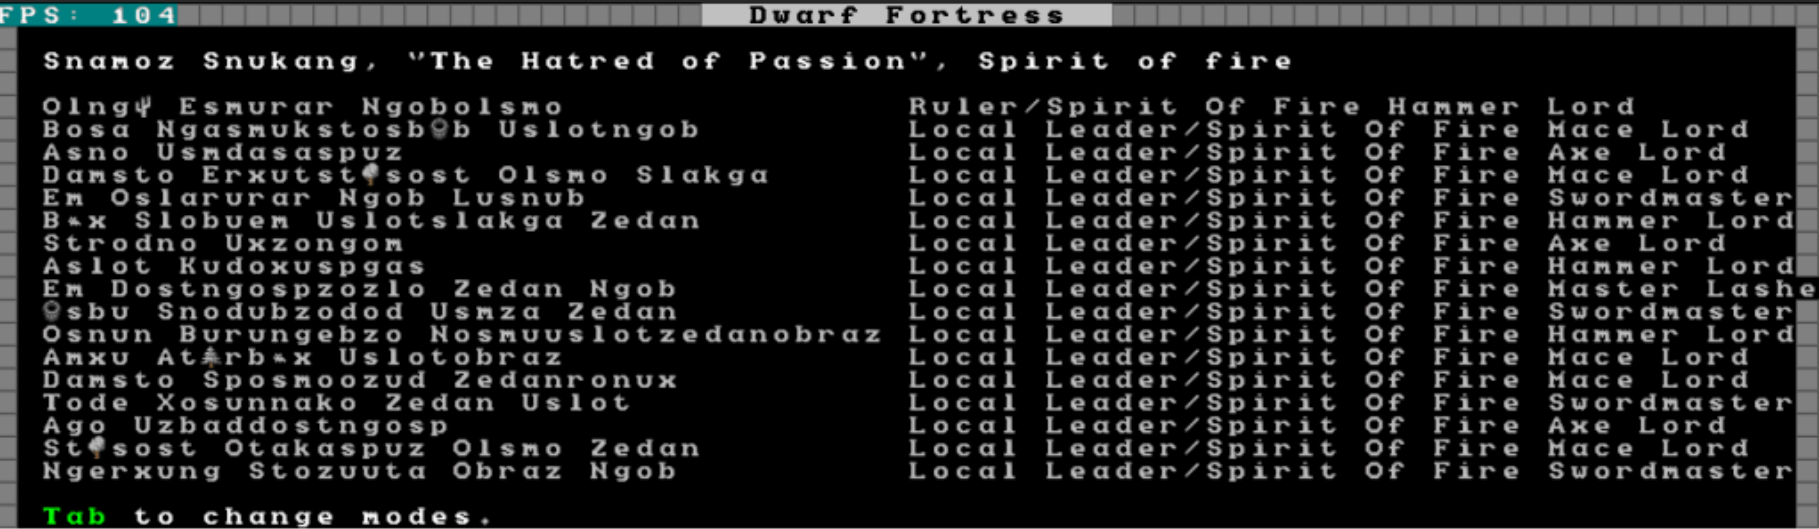 FPS: 104 Dwarf Fortress
Snamoz Snukang, "The Hatred of Passion", Spirit of fire
Esmurar Ngobolsmo Ruler/Spirit Of Fire Hammer Lord
Bosa Uslotngob Local Leader/Spirit Of Fire Mace Lord
Asno Usmdasaspuz Local Leader/Spirit Of Fire Axe Lord
Damsto Olsmo Slakga Local Leader/Spirit Of Fire Mace Lord
Em Oslarurar Ngob Lusnub Local Leader/Spirit Of Fire Swordmaster
Slobuem Uslotslakga Zedan Local Leader/Spirit Of Fire Hammer Lord
Strodno Uxzongom Local Leader/Spirit Of Fire Axe Lord
Aslot Kudoxuspgas Local Leader/Spirit Of Fire Hammer Lord
Em Dostngospzozlo Zedan Ngob Local Leader/Spirit Of Fire Master Lashe
Snodubzodod Usmza Zedan Local Leader/Spirit Of Fire Swordmaster
Osnun Burungebzo Nosmuuslotzedanobraz Local Leader/Spirit Of Fire Hammer Lord
Amxu Uslotobraz Local Leader/Spirit Of Fire Mace Lord
Damsto Sposmoozud Zedanronux Local Leader/Spirit Of Fire Mace Lord
Tode Xosunnako Zedan Uslot Local Leader/Spirit Of Fire Swordmaster
Ago Uzbaddostngosp Local Leader/Spirit Of Fire Axe Lord
Otakaspuz Olsmo Zedan Local Leader/Spirit Of Fire Mace Lord
Ngerxung Stozuuta Obraz Ngob Local Leader/Spirit Of Fire Swordmaster
Tab to change modes.